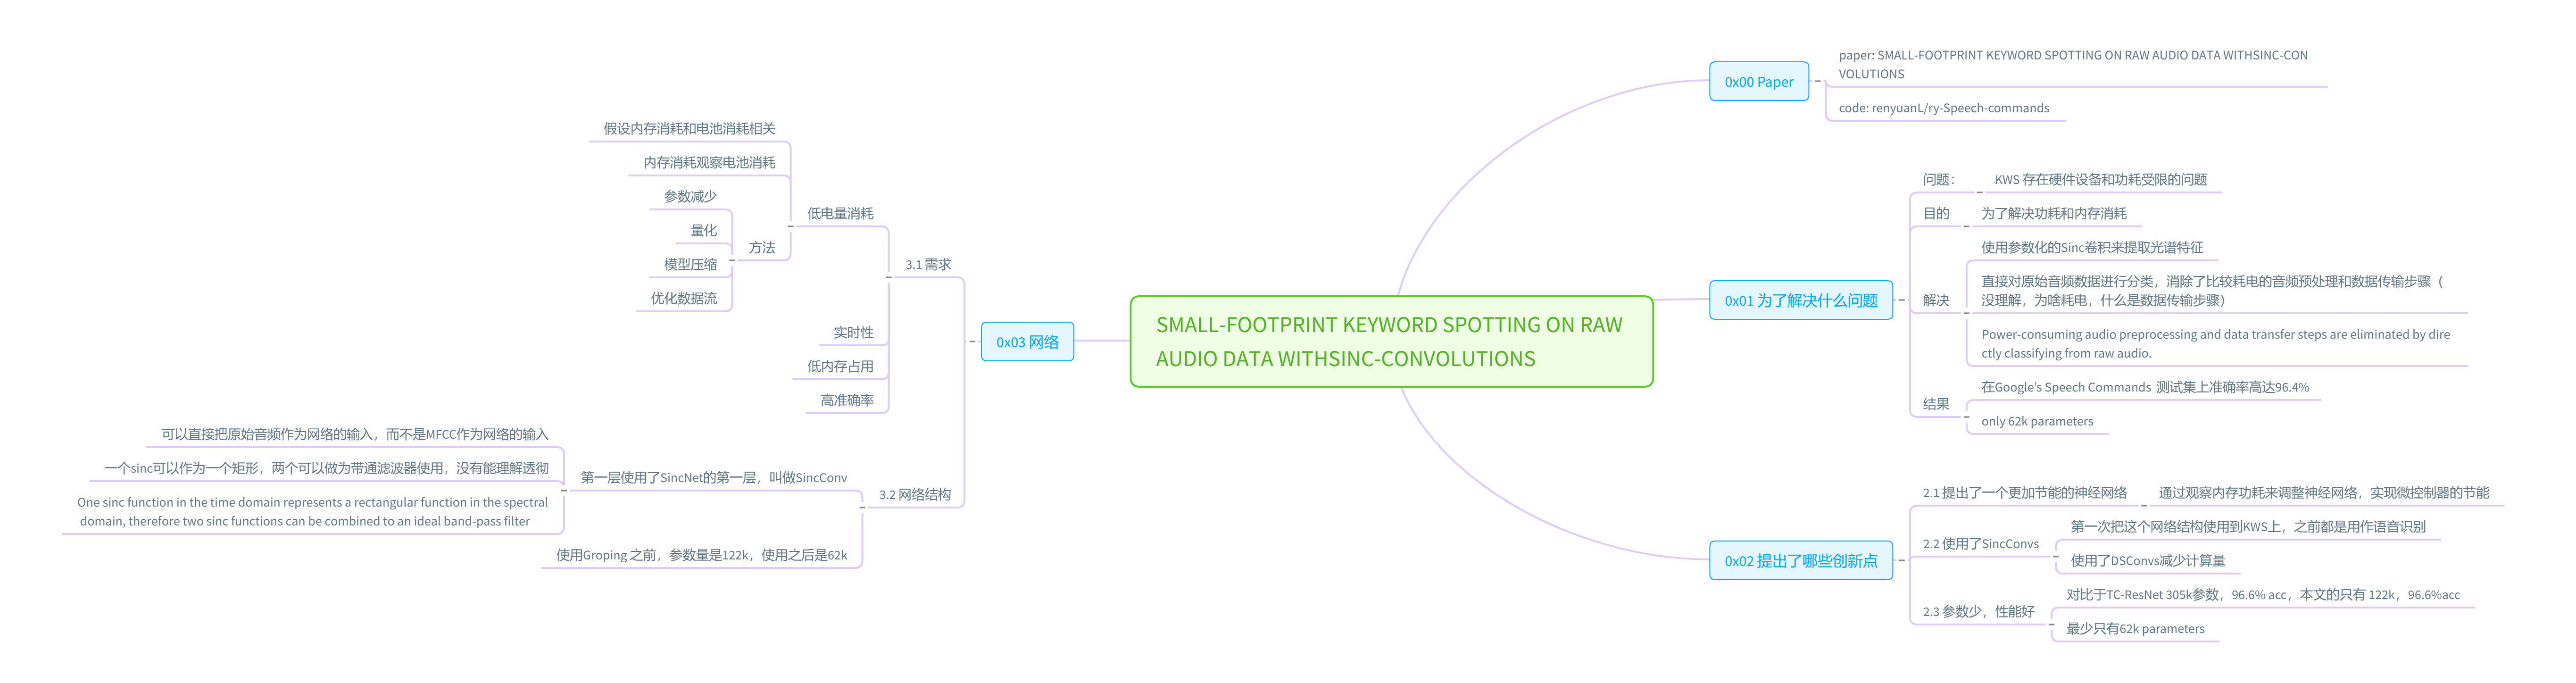 SMALL-FOOTPRINT KEYWORD SPOTTING ON RAW
AUDIO DATA WITHSINC-CONVOLUTIONS
0x00 Paper
paper: SMALL-FOOTPRINT KEYWORD SPOTTING ON RAW AUDIO DATA WITHSINC-CON
VOLUTIONS
code: renyuanL/ry-Speech-commands
0x01 为了解决什么问题
问题：
KWS 存在硬件设备和功耗受限的问题
目的
为了解决功耗和内存消耗
解决
使用参数化的Sinc卷积来提取光谱特征
直接对原始音频数据进行分类，消除了比较耗电的音频预处理和数据传输步骤（
没理解，为啥耗电，什么是数据传输步骤）
Power-consuming audio preprocessing and data transfer steps are eliminated by dire
ctly classifying from raw audio.
结果
在Google's Speech Commands 测试集上准确率高达96.4%
only 62k parameters
0x02 提出了哪些创新点
2.1 提出了一个更加节能的神经网络
通过观察内存功耗来调整神经网络，实现微控制器的节能
2.2 使用了SincConvs
第一次把这个网络结构使用到KWS上，之前都是用作语音识别
使用了DSConvs减少计算量
2.3 参数少，性能好
对比于TC-ResNet 305k参数，96.6% acc，本文的只有 122k，96.6%acc
最少只有62k parameters
0x03 网络
3.1 需求
低电量消耗
假设内存消耗和电池消耗相关
内存消耗观察电池消耗
方法
参数减少
量化
模型压缩
优化数据流
实时性
低内存占用
高准确率
3.2 网络结构
第一层使用了SincNet的第一层，叫做SincConv
可以直接把原始音频作为网络的输入，而不是MFCC作为网络的输入
一个sinc可以作为一个矩形，两个可以做为带通滤波器使用，没有能理解透彻
One sinc function in the time domain represents a rectangular function in the spectral
domain, therefore two sinc functions can be combined to an ideal band-pass filter
使用Groping 之前，参数量是122k，使用之后是62k